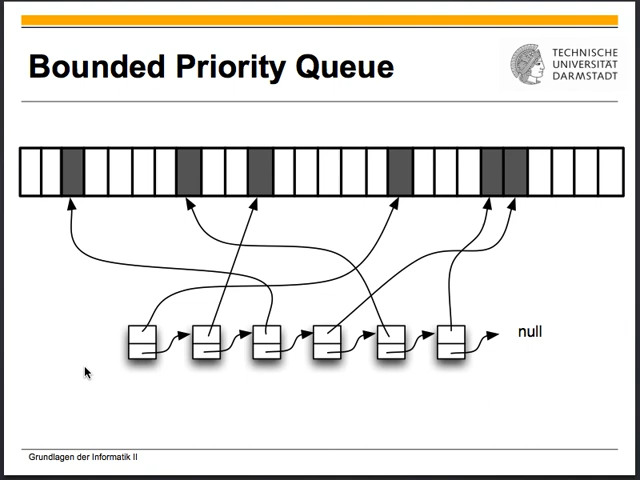 Bounded Priority Queue
TECHNISCHE
UNIVERSITÄT
DARMSTADT
null
Grundlagen der Informatik II